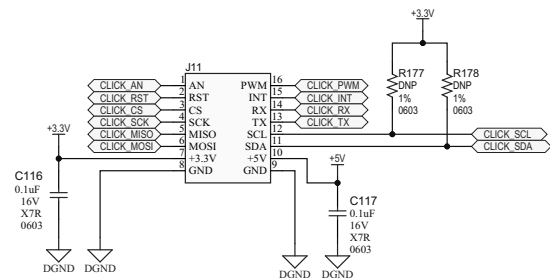 +3.3V
J11
CLICK_AN 1 AN PWM 16 CLICK_PWM
CLICK_RST 2 RST INT 15 CLICK_INT
CLICK_CS 3 CS RX 14 CLICK_RX
CLICK_SCK 4 SCK TX 13 CLICK_TX
CLICK_MISO 5 MISO SCL 12 CLICK_SCL
CLICK_MOSI 6 MOSI SDA 11 CLICK_SDA
7 +3.3V +5V 10
8 GND GND 9
R177
DNP
1%
0603
R178
DNP
1%
0603
+3.3V
C116
0.1uF
16V
X7R
0603
DGND
DGND
+5V
C117
0.1uF
16V
X7R
0603
DGND
DGND